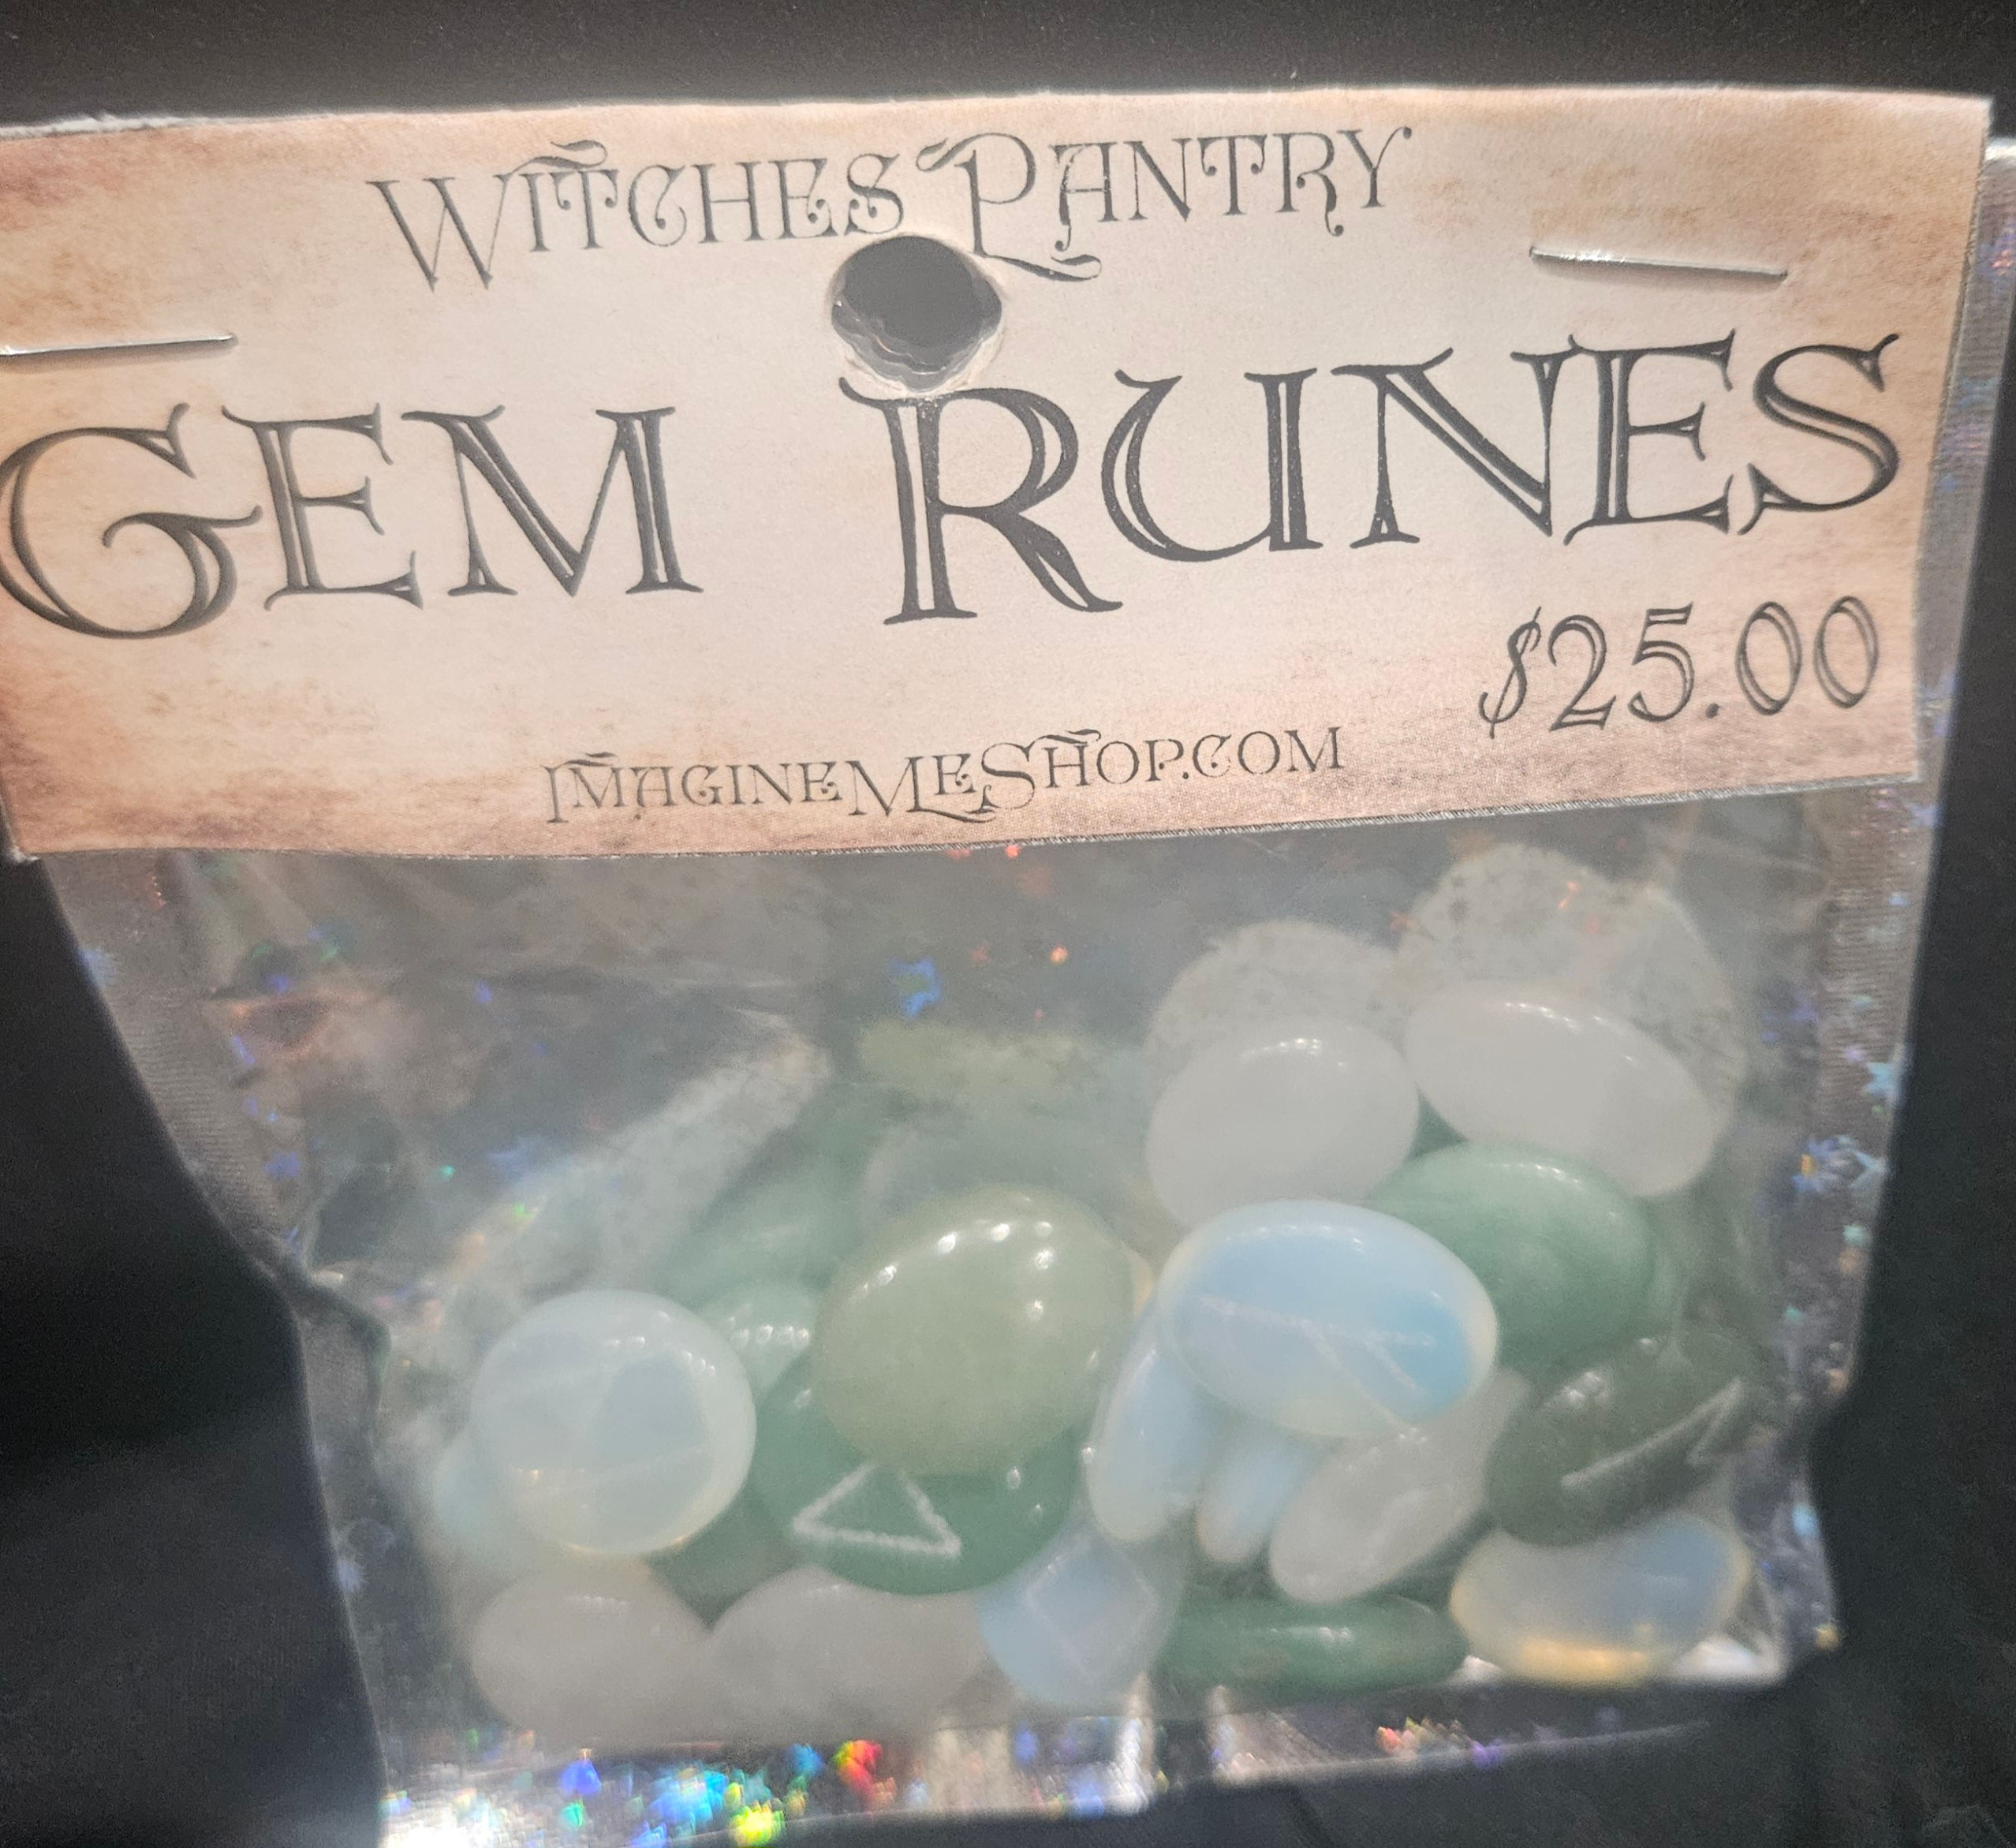 WITCHES PANTRY
GEM RUNES
$25.00
IMAGINEMESHOP.COM